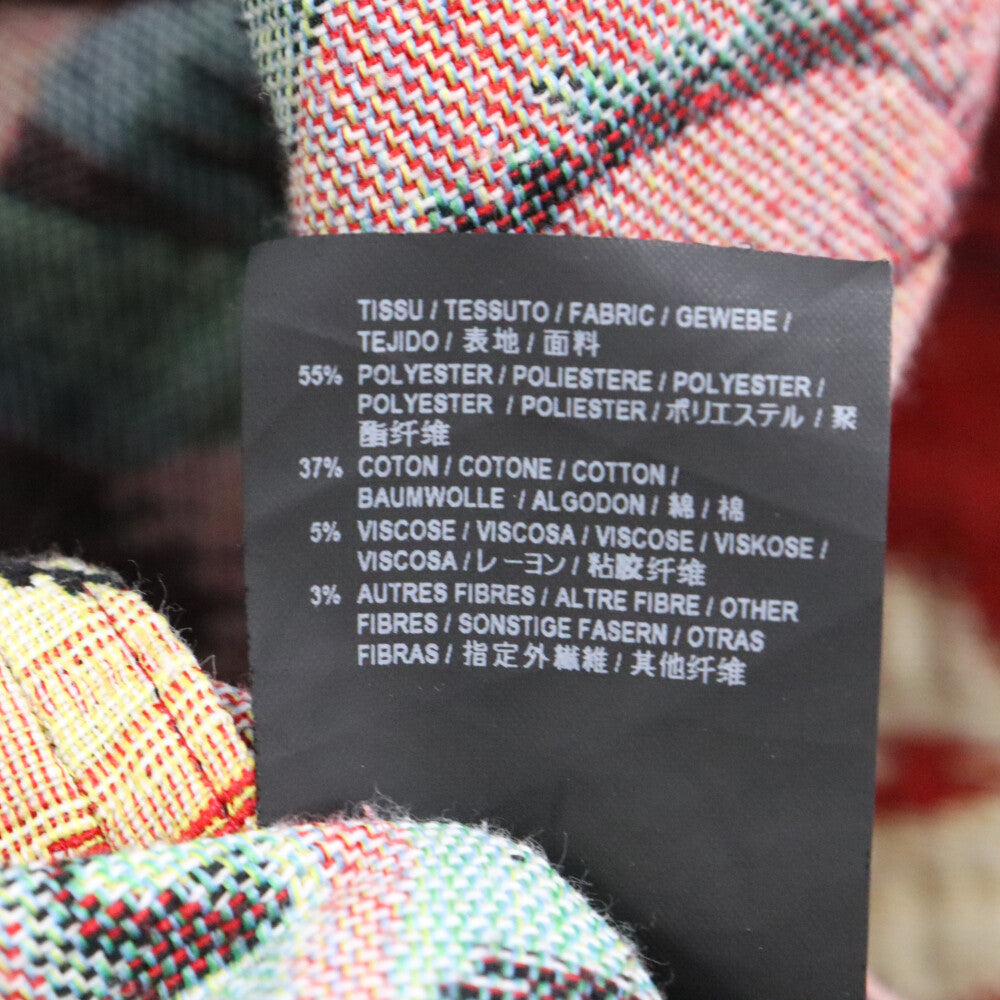 TISSU / TESSUTO / FABRIC / GEWEBE /
TEJIDO / 表地 / 面料
55% POLYESTER / POLIESTERE / POLYESTER /
POLYESTER / POLIESTER / ポリエステル / 聚
酯纤维
37% COTON / COTONE / COTTON /
BAUMWOLLE / ALGODON / 綿 / 棉
5% VISCOSE / VISCOSA / VISCOSE / VISKOSE /
VISCOSA / レーヨン / 粘胶纤维
3% AUTRES FIBRES / ALTRE FIBRE / OTHER
FIBRES / SONSTIGE FASERN / OTRAS
FIBRAS / 指定外繊維 / 其他纤维